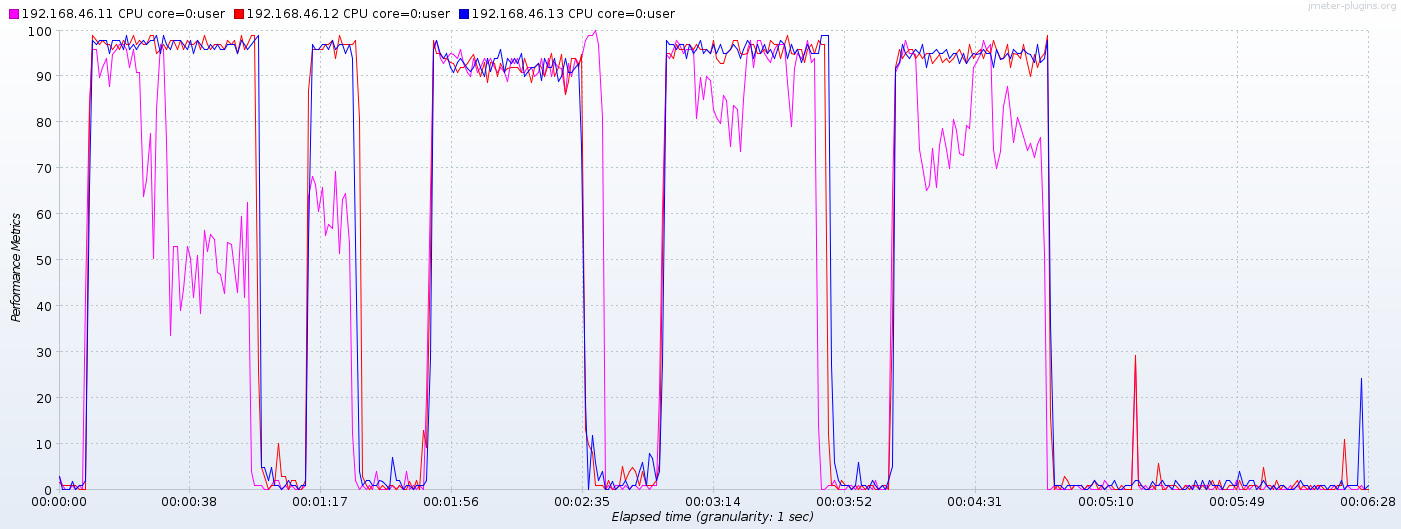 192.168.46.11 CPU core=0:user 192.168.46.12 CPU core=0:user 192.168.46.13 CPU core=0:user
jmeter-plugins.org
100
90
80
70
60
50
40
30
20
10
0
Performance Metrics
00:00:00 00:00:38 00:01:17 00:01:56 00:02:35 00:03:14 00:03:52 00:04:31 00:05:10 00:05:49 00:06:28
Elapsed time (granularity: 1 sec)